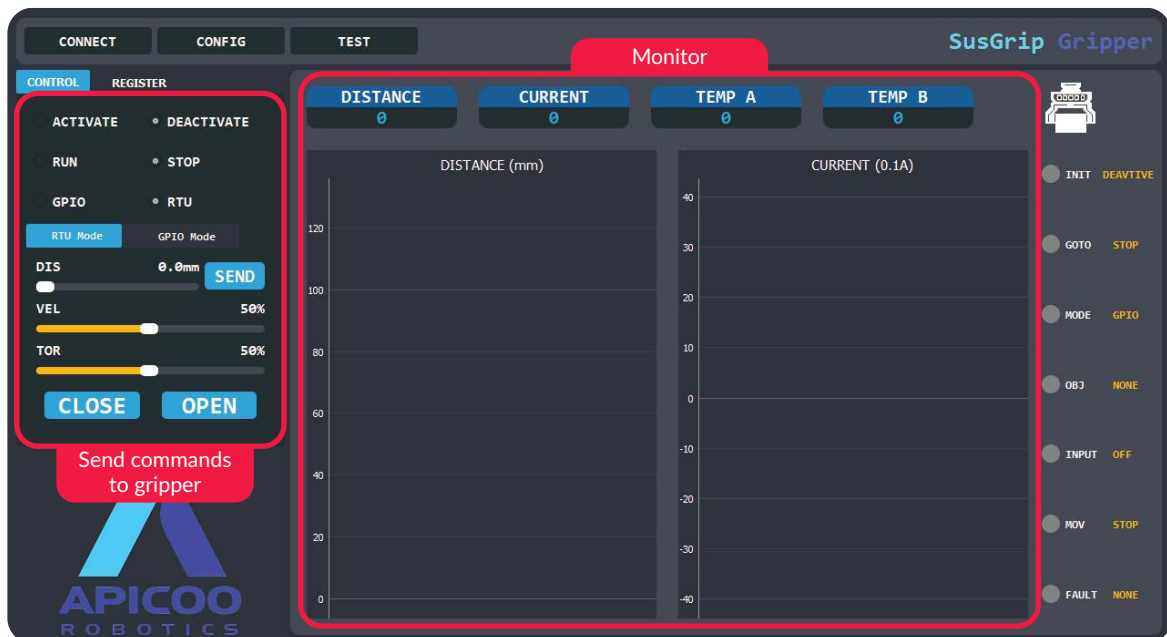 CONNECT CONFIG TEST
SusGrip Gripper
Monitor
CONTROL REGISTER
ACTIVATE DEACTIVATE
RUN STOP
GPIO RTU
RTU Mode GPIO Mode
DIS 0.0mm
SEND
VEL 50%
TOR 50%
CLOSE OPEN
Send commands
to gripper
APICOO
ROBOTICS
DISTANCE CURRENT TEMP A TEMP B
0 0 0 0
DISTANCE (mm)
120
100
80
60
40
20
0
CURRENT (0.1A)
40
30
20
10
0
-10
-20
-30
-40
INIT DEAVTIVE
GOTO STOP
MODE GPIO
OBJ NONE
INPUT OFF
MOV STOP
FAULT NONE